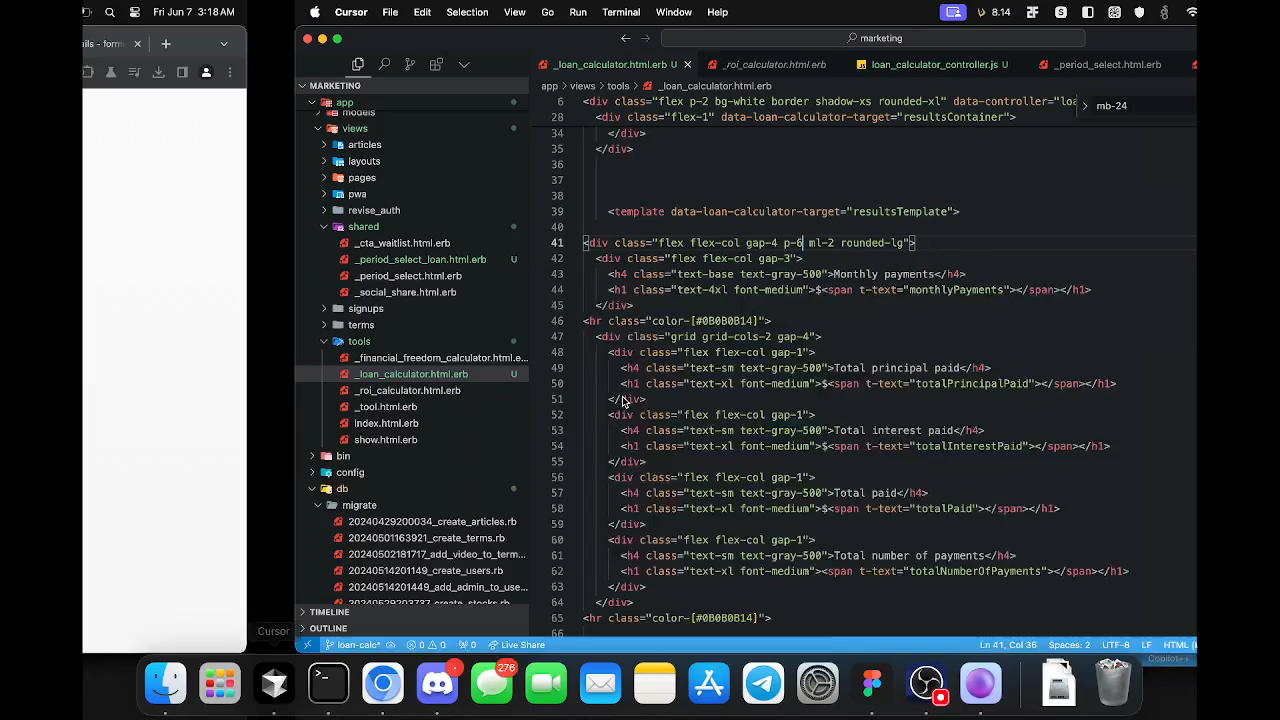 Fri Jun 7 3:18 AM
Cursor File Edit Selection View Go Run Terminal Window Help
8.14
ails - form
marketing
_loan_calculator.html.erb U
_roi_calculator.html.erb
loan_calculator_controller.js U
_period_select.html.erb
MARKETING
app > views > tools > _loan_calculator.html.erb
app
models
views
articles
layouts
pages
pwa
revise_auth
shared
_cta_waitlist.html.erb
_period_select_loan.html.erb U
_period_select.html.erb
_social_share.html.erb
signups
terms
tools
_financial_freedom_calculator.html.e...
_loan_calculator.html.erb U
_roi_calculator.html.erb
_tool.html.erb
index.html.erb
show.html.erb
bin
config
db
migrate
20240429200034_create_articles.rb
20240501163921_create_terms.rb
20240502181717_add_video_to_term...
20240514201149_create_users.rb
20240514201449_add_admin_to_use...
20240529203737_create_stocks.rb
TIMELINE
OUTLINE
mb-24
6 <div class="flex p-2 bg-white border shadow-xs rounded-xl" data-controller="loa
28 <div class="flex-1" data-loan-calculator-target="resultsContainer">
34 </div>
35 </div>
36
37
38
39 <template data-loan-calculator-target="resultsTemplate">
40
41 <div class="flex flex-col gap-4 p-6 ml-2 rounded-lg">
42 <div class="flex flex-col gap-3">
43 <h4 class="text-base text-gray-500">Monthly payments</h4>
44 <h1 class="text-4xl font-medium">$<span t-text="monthlyPayments"></span></h1>
45 </div>
46 <hr class="color-[#0B0B0B14]">
47 <div class="grid grid-cols-2 gap-4">
48 <div class="flex flex-col gap-1">
49 <h4 class="text-sm text-gray-500">Total principal paid</h4>
50 <h1 class="text-xl font-medium">$<span t-text="totalPrincipalPaid"></span></h1>
51 </div>
52 <div class="flex flex-col gap-1">
53 <h4 class="text-sm text-gray-500">Total interest paid</h4>
54 <h1 class="text-xl font-medium">$<span t-text="totalInterestPaid"></span></h1>
55 </div>
56 <div class="flex flex-col gap-1">
57 <h4 class="text-sm text-gray-500">Total paid</h4>
58 <h1 class="text-xl font-medium">$<span t-text="totalPaid"></span></h1>
59 </div>
60 <div class="flex flex-col gap-1">
61 <h4 class="text-sm text-gray-500">Total number of payments</h4>
62 <h1 class="text-xl font-medium"><span t-text="totalNumberOfPayments"></span></h1>
63 </div>
64 </div>
65 <hr class="color-[#0B0B0B14]">
66
Cursor
loan-calc* 0 0 0 Live Share
Ln 41, Col 36 Spaces: 2 UTF-8 LF HTML (
Copilot++
276